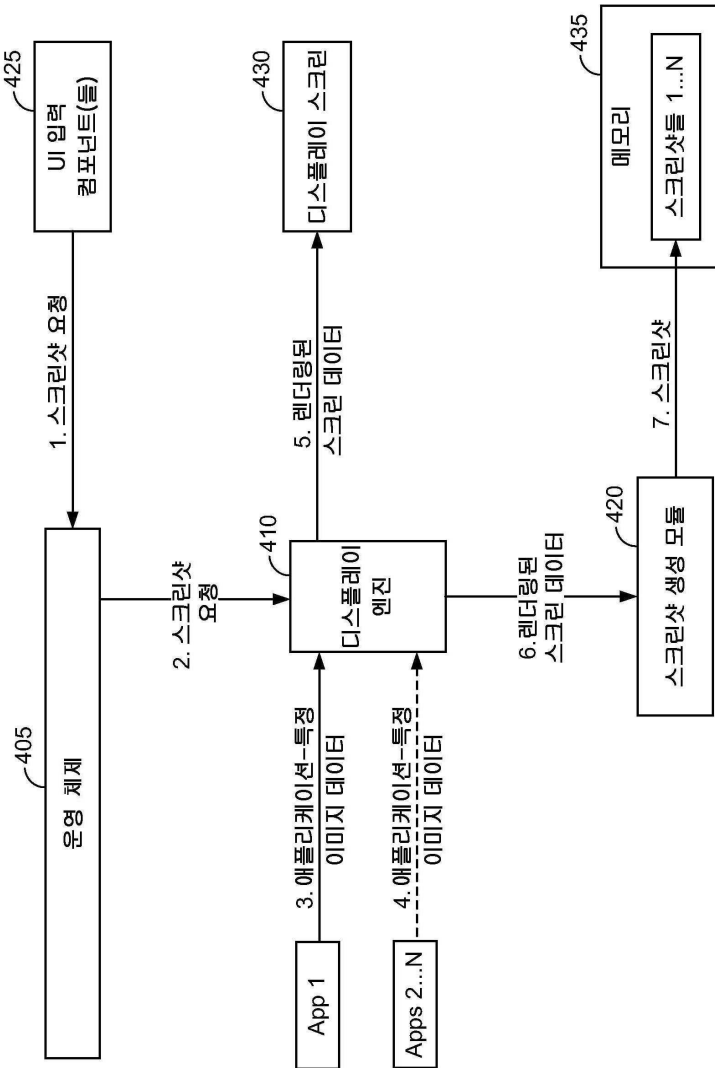 425
UI 입력
컴포넌트(들)
1. 스크린샷 요청
405
운영 체제
2. 스크린샷
요청
430
디스플레이 스크린
5. 렌더링된
스크린 데이터
410
디스플레이
엔진
3. 애플리케이션-특정
이미지 데이터
App 1
4. 애플리케이션-특정
이미지 데이터
Apps 2...N
6.렌더링된
스크린 데이터
420
스크린샷 생성 모듈
7. 스크린샷
435
메모리
스크린샷들 1...N